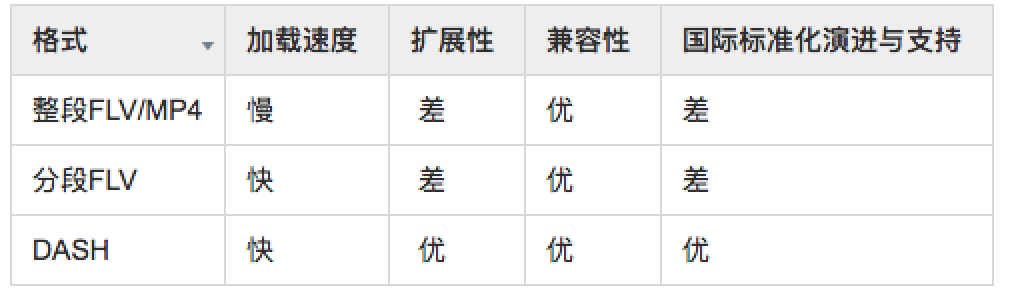 格式 加载速度 扩展性 兼容性 国际标准化演进与支持
整段FLV/MP4 慢 差 优 差
分段FLV 快 差 优 差
DASH 快 优 优 优